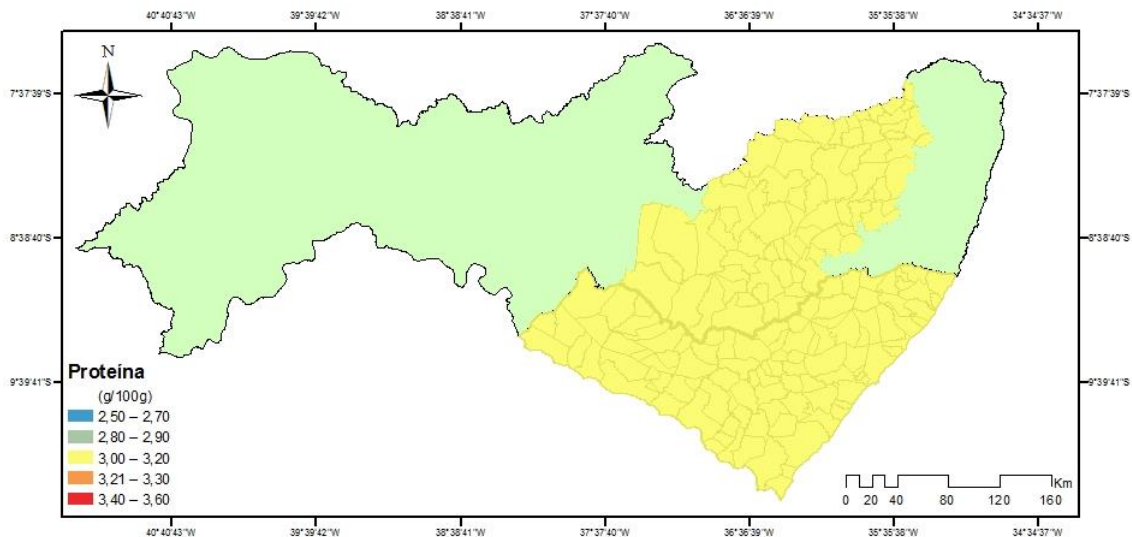 40°40'43"W 39°39'42"W 38°38'41"W 37°37'40"W 36°36'39"W 35°35'38"W 34°34'37"W
N
7°37'39"S 7°37'39"S
8°38'40"S 8°38'40"S
9°39'41"S 9°39'41"S
Proteína
(g/100g)
2,50 – 2,70
2,80 – 2,90
3,00 – 3,20
3,21 – 3,30
3,40 – 3,60
Km
0 20 40 80 120 160
40°40'43"W 39°39'42"W 38°38'41"W 37°37'40"W 36°36'39"W 35°35'38"W 34°34'37"W